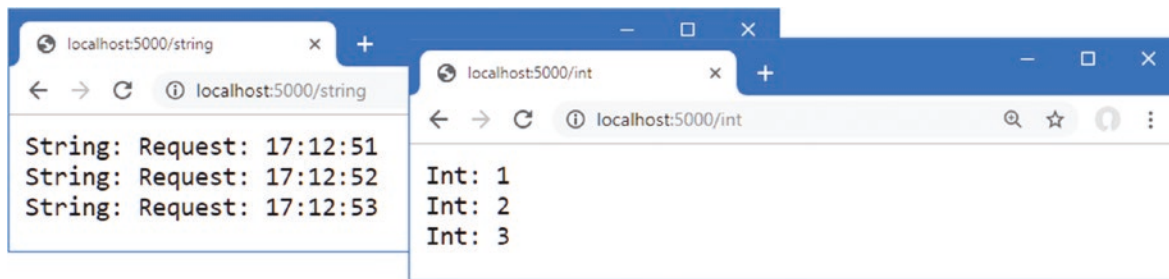 localhost:5000/string
localhost:5000/string
String: Request: 17:12:51
String: Request: 17:12:52
String: Request: 17:12:53
localhost:5000/int
localhost:5000/int
Int: 1
Int: 2
Int: 3